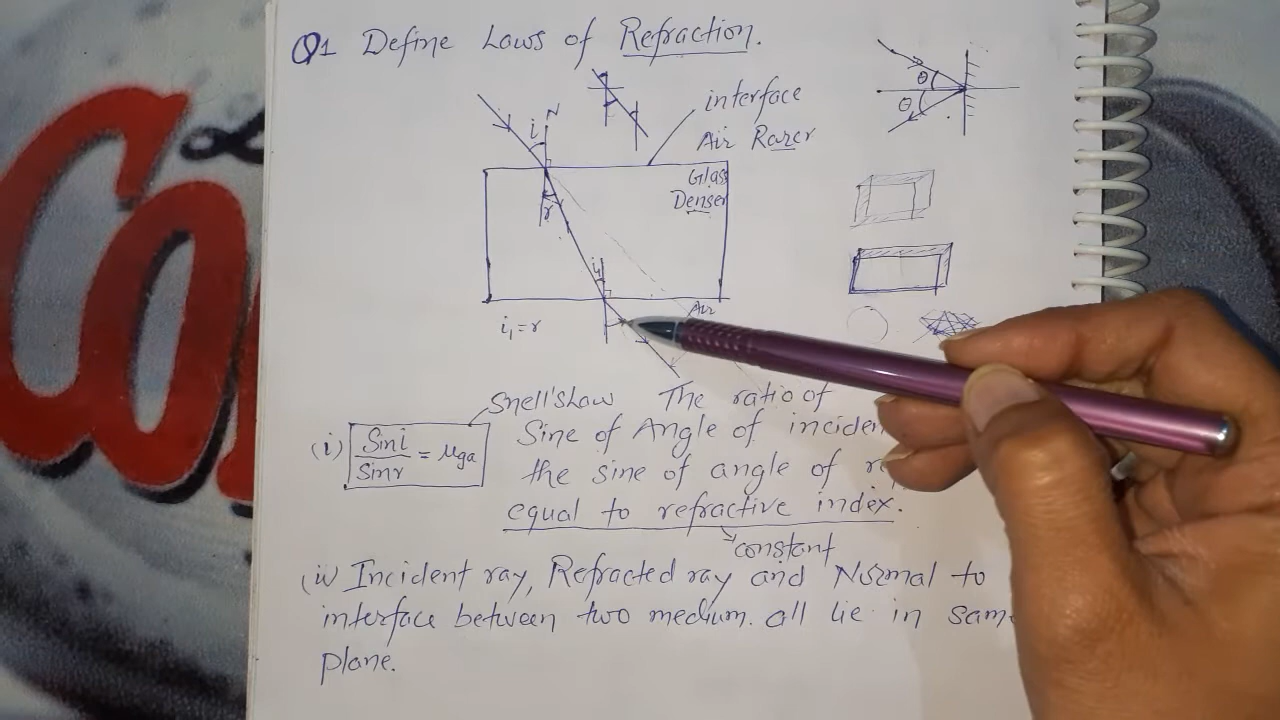 Q1 Define Laws of Refraction.
interface
Air Rarer
N
i
θ
θ
Glass
Denser
r
i₁
Air
i₁ = r
Snell's Law The ratio of
(i) Sin i / Sin r = μga
Sine of Angle of inciden
the sine of angle of
equal to refractive index.
constant
(ii) Incident ray, Refracted ray and Normal to
interface between two medium. all lie in sam
plane.